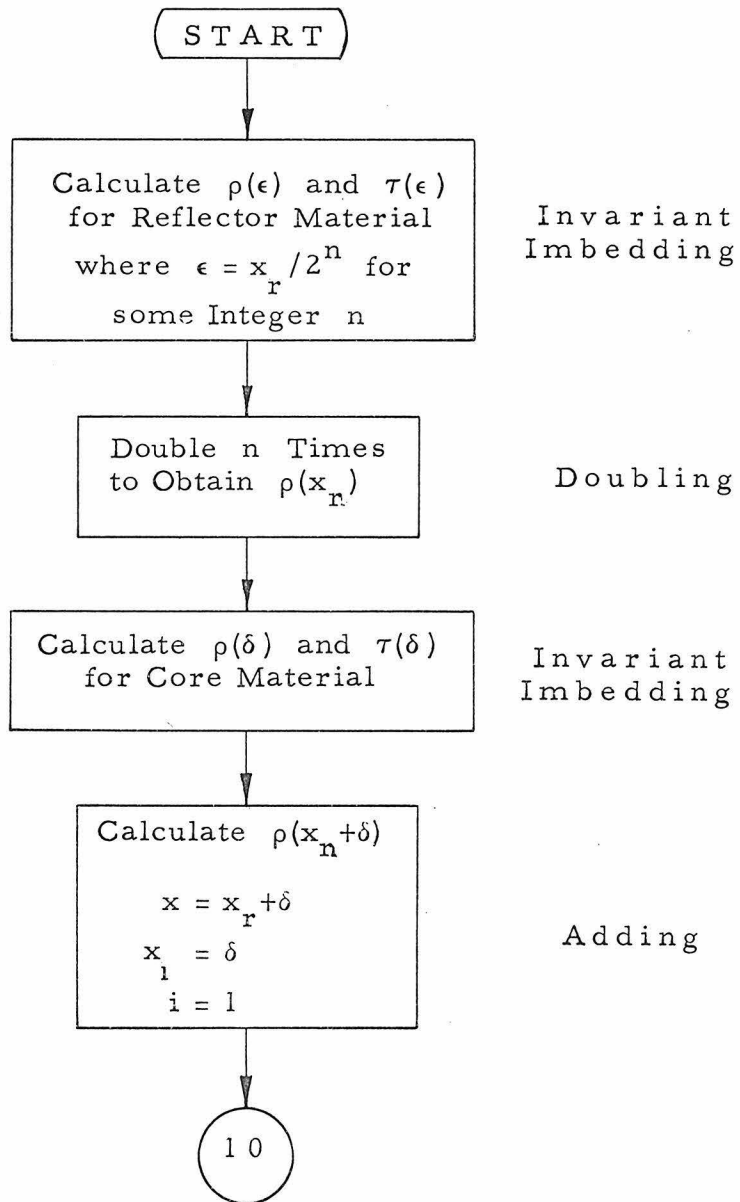 START
Calculate ρ(ϵ) and τ(ϵ)
for Reflector Material
where ϵ = x_r/2^n for
some Integer n
Invariant
Imbedding
Double n Times
to Obtain ρ(x_n)
Doubling
Calculate ρ(δ) and τ(δ)
for Core Material
Invariant
Imbedding
Calculate ρ(x_n+δ)
x = x_r+δ
x_1 = δ
i = 1
Adding
10